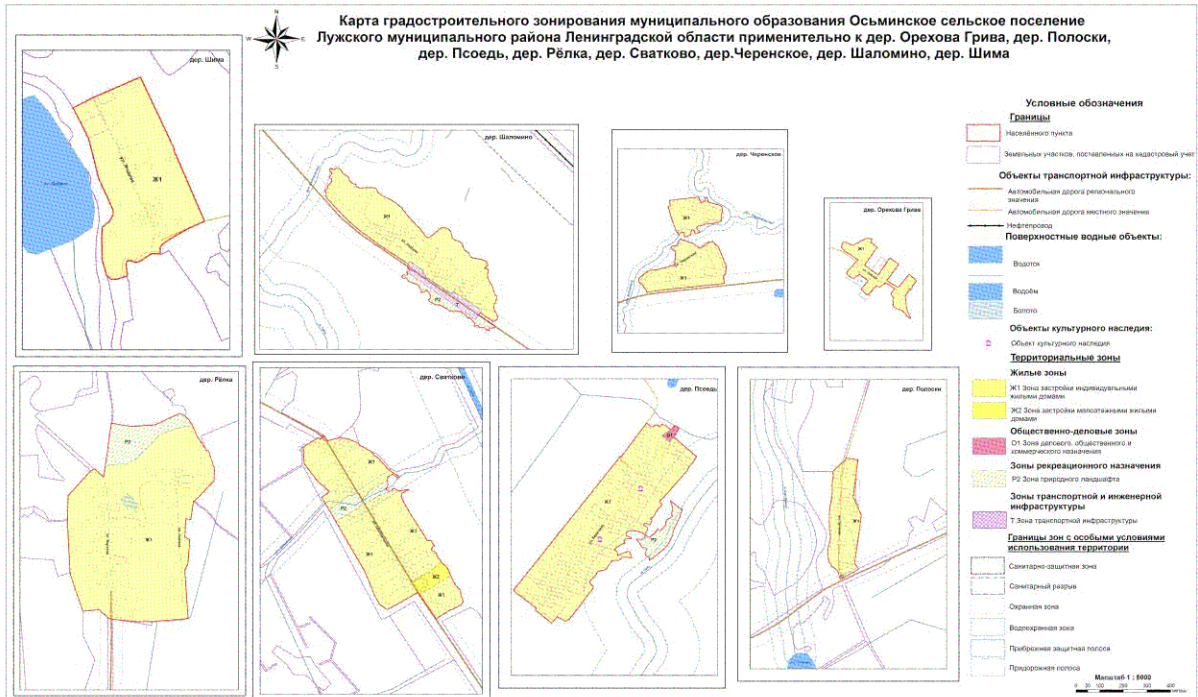 Карта градостроительного зонирования муниципального образования Осьминское сельское поселение
Лужского муниципального района Ленинградской области применительно к дер. Орехова Грива, дер. Полоски,
дер. Псоедь, дер. Рёлка, дер. Сватково, дер.Черенское, дер. Шаломино, дер. Шима
N
W
E
S
дер. Шима
Ж1
дер. Шаломино
Ж1
Р2
Т
дер. Черенское
Ж1
Ж1
дер. Орехова Грива
Ж1
дер. Рёлка
Р2
Ж1
дер. Сватково
Ж1
Р2
Ж1
Ж1
Ж2
Ж1
дер. Псоедь
О1
Ж1
Р2
дер. Полоски
Ж1
Условные обозначения
Границы
Населённого пункта
Земельных участков, поставленных на кадастровый учет
Объекты транспортной инфраструктуры:
Автомобильная дорога регионального
значения
Автомобильная дорога местного значения
Нефтепровод
Поверхностные водные объекты:
Водоток
Водоём
Болото
Объекты культурного наследия:
Объект культурного наследия
Территориальные зоны
Жилые зоны
Ж1 Зона застройки индивидуальными
жилыми домами
Ж2 Зона застройки малоэтажными жилыми
домами
Общественно-деловые зоны
О1 Зона делового, общественного и
коммерческого назначения
Зоны рекреационного назначения
Р2 Зона природного ландшафта
Зоны транспортной и инженерной
инфраструктуры
Т Зона транспортной инфраструктуры
Границы зон с особыми условиями
использования территории
Санитарно-защитная зона
Санитарный разрыв
Охранная зона
Водоохранная зона
Прибрежная защитная полоса
Придорожная полоса
Масштаб 1 : 5000